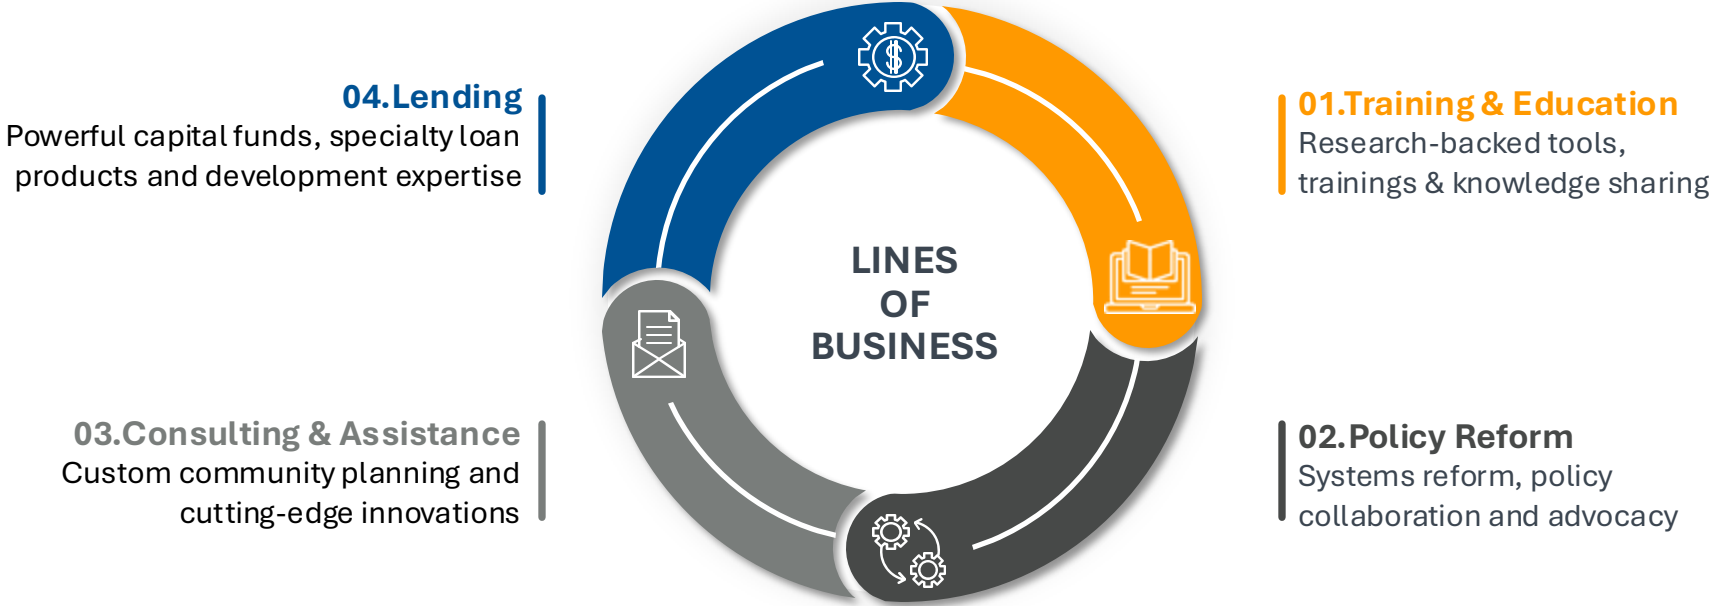 04.Lending
Powerful capital funds, specialty loan
products and development expertise
01.Training & Education
Research-backed tools,
trainings & knowledge sharing
$
LINES
OF
BUSINESS
03.Consulting & Assistance
Custom community planning and
cutting-edge innovations
02.Policy Reform
Systems reform, policy
collaboration and advocacy